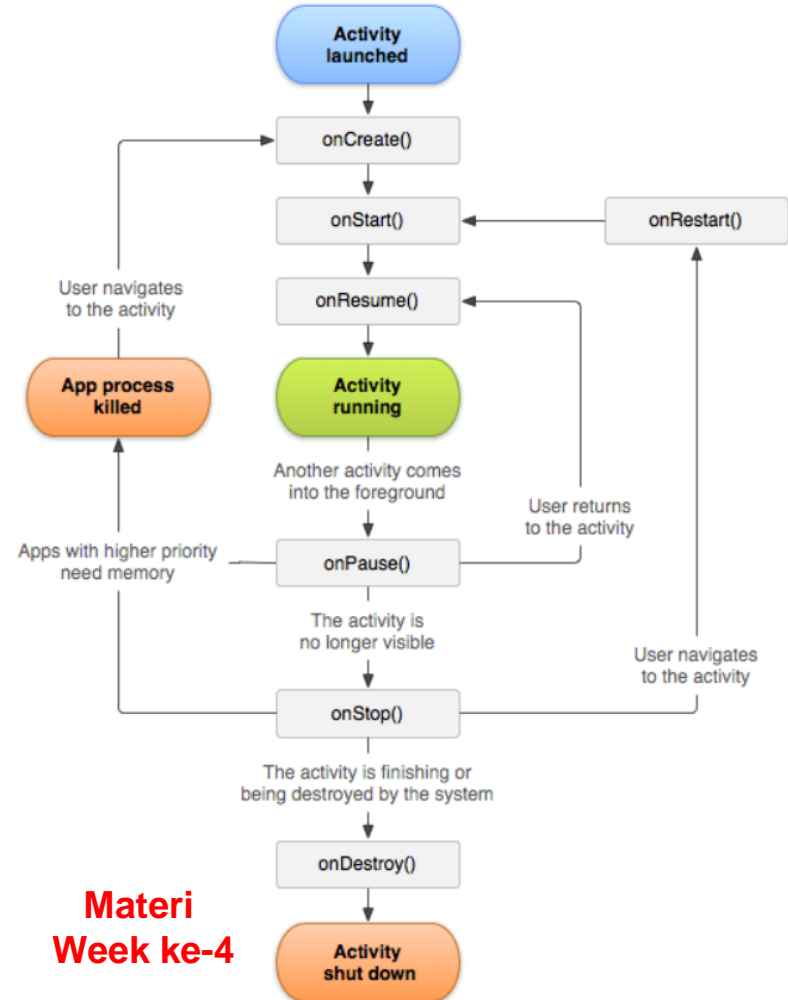 Activity
launched
onCreate()
onStart()
onRestart()
User navigates
to the activity
onResume()
App process
killed
Activity
running
Another activity comes
into the foreground
User returns
to the activity
Apps with higher priority
need memory
onPause()
The activity is
no longer visible
User navigates
to the activity
onStop()
The activity is finishing or
being destroyed by the system
onDestroy()
Materi
Week ke-4
Activity
shut down